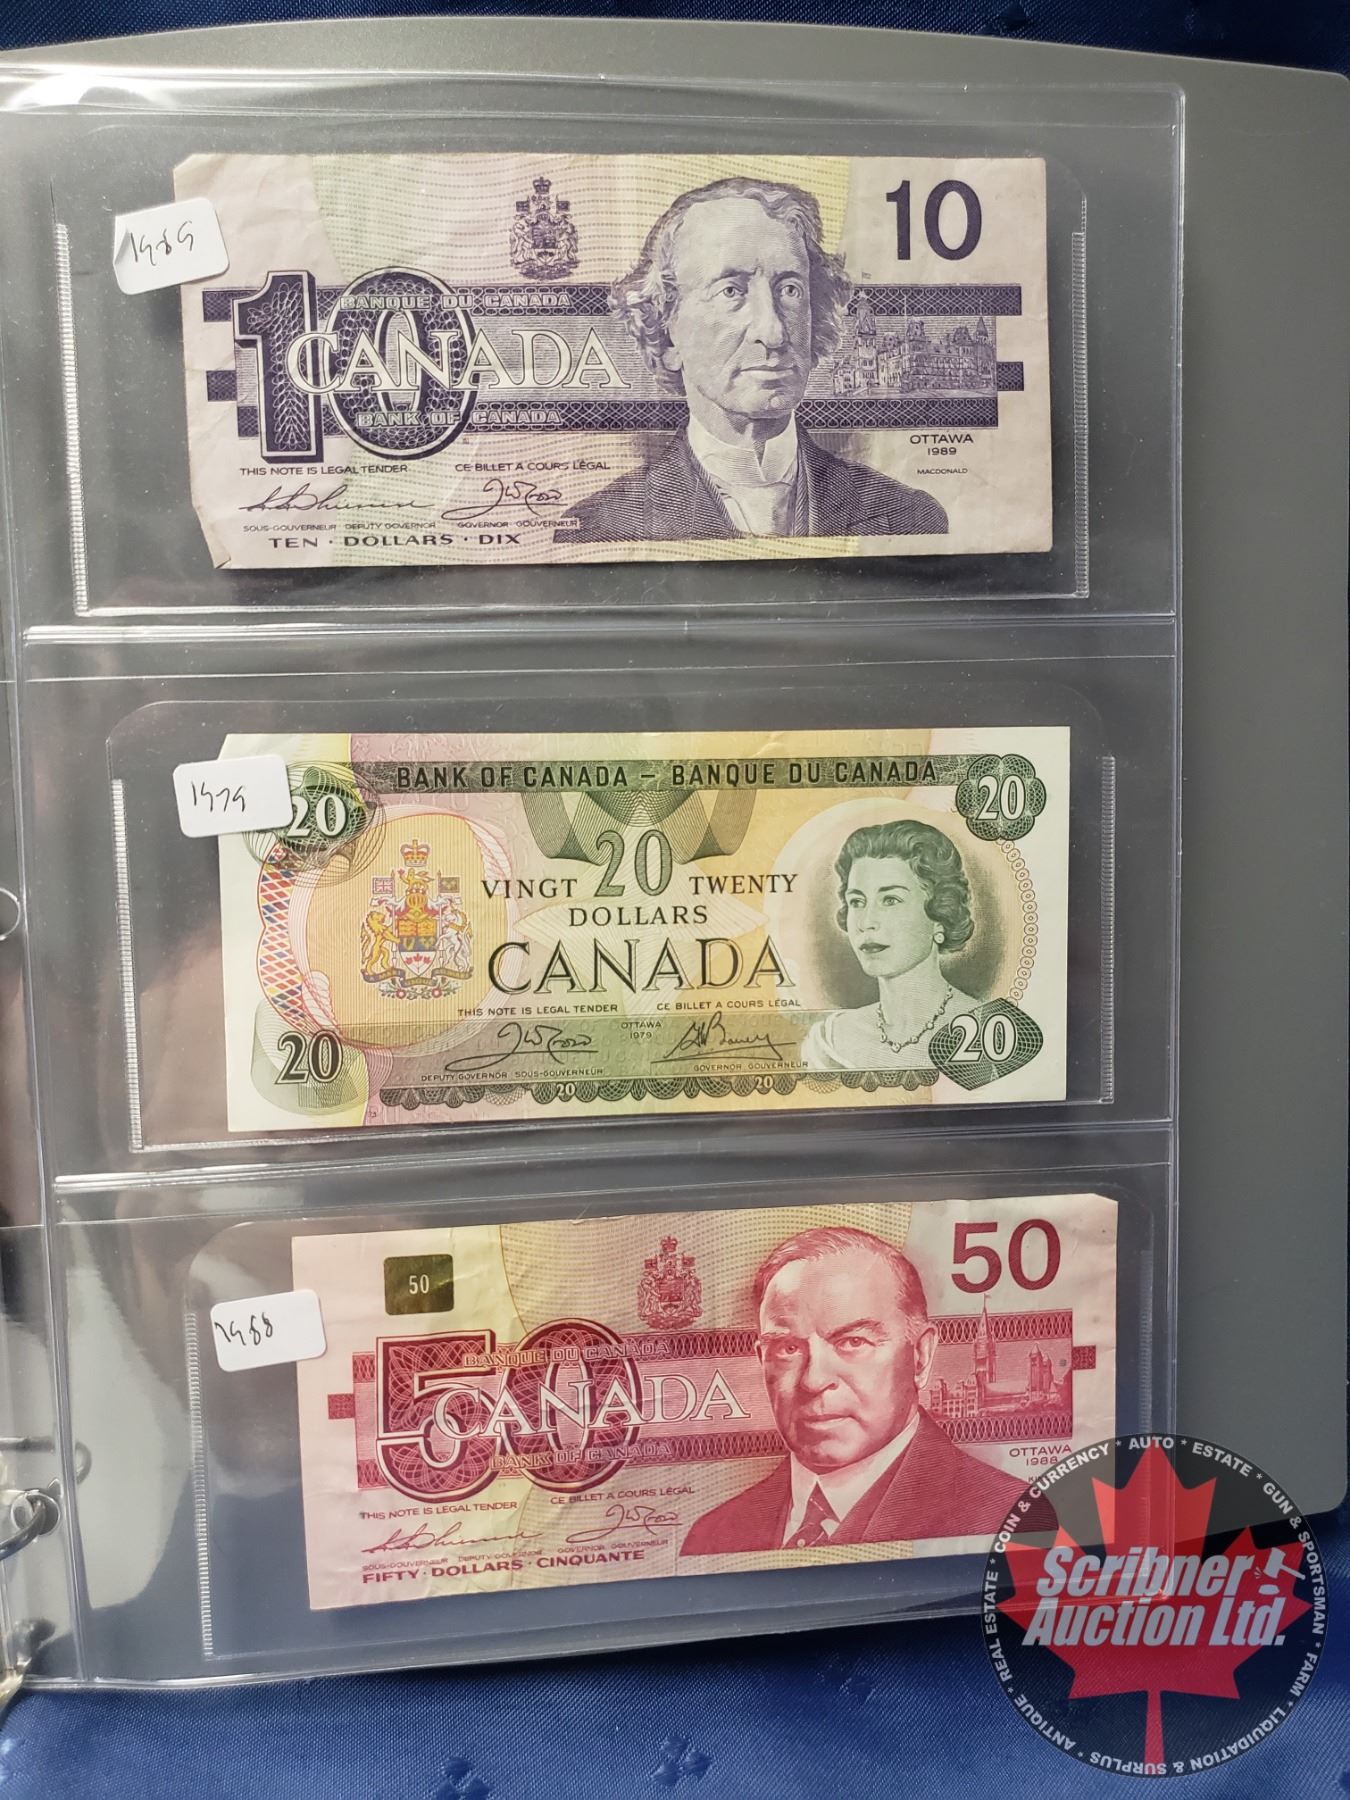 1989
10
BANQUE DU CANADA
10
CANADA
BANK OF CANADA
OTTAWA
1989
MACDONALD
THIS NOTE IS LEGAL TENDER CE BILLET A COURS LÉGAL
SOUS-GOUVERNEUR DEPUTY GOVERNOR GOVERNOR GOUVERNEUR
TEN · DOLLARS · DIX
1979
BANK OF CANADA – BANQUE DU CANADA
20
20
VINGT 20 TWENTY
DOLLARS
CANADA
THIS NOTE IS LEGAL TENDER CE BILLET A COURS LÉGAL
OTTAWA
1979
20
20
DEPUTY GOVERNOR SOUS-GOUVERNEUR GOVERNOR GOUVERNEUR
20 20
1988
50
50
BANQUE DU CANADA
50
CANADA
BANK OF CANADA
OTTAWA
1988
THIS NOTE IS LEGAL TENDER CE BILLET A COURS LÉGAL
SOUS-GOUVERNEUR DEPUTY GOVERNOR GOVERNOR GOUVERNEUR
FIFTY · DOLLARS · CINQUANTE
REAL ESTATE * COIN & CURRENCY * AUTO * ESTATE * GUN & SPORTSMAN * FARM * LIQUIDATION & SURPLUS * ANTIQUE *
Scribner
Auction Ltd.